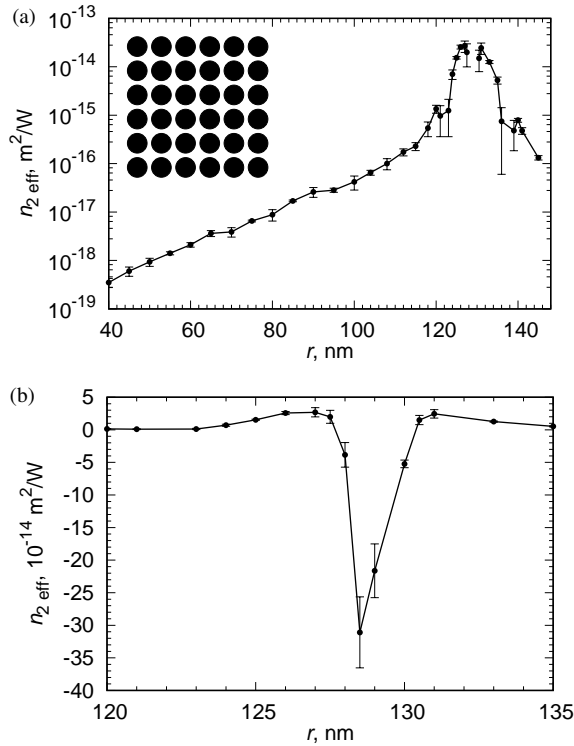 (a)
10⁻¹³
10⁻¹⁴
10⁻¹⁵
10⁻¹⁶
10⁻¹⁷
10⁻¹⁸
10⁻¹⁹
n₂ eff, m²/W
40 60 80 100 120 140
r, nm
(b)
5
0
-5
-10
-15
-20
-25
-30
-35
-40
n₂ eff, 10⁻¹⁴ m²/W
120 125 130 135
r, nm